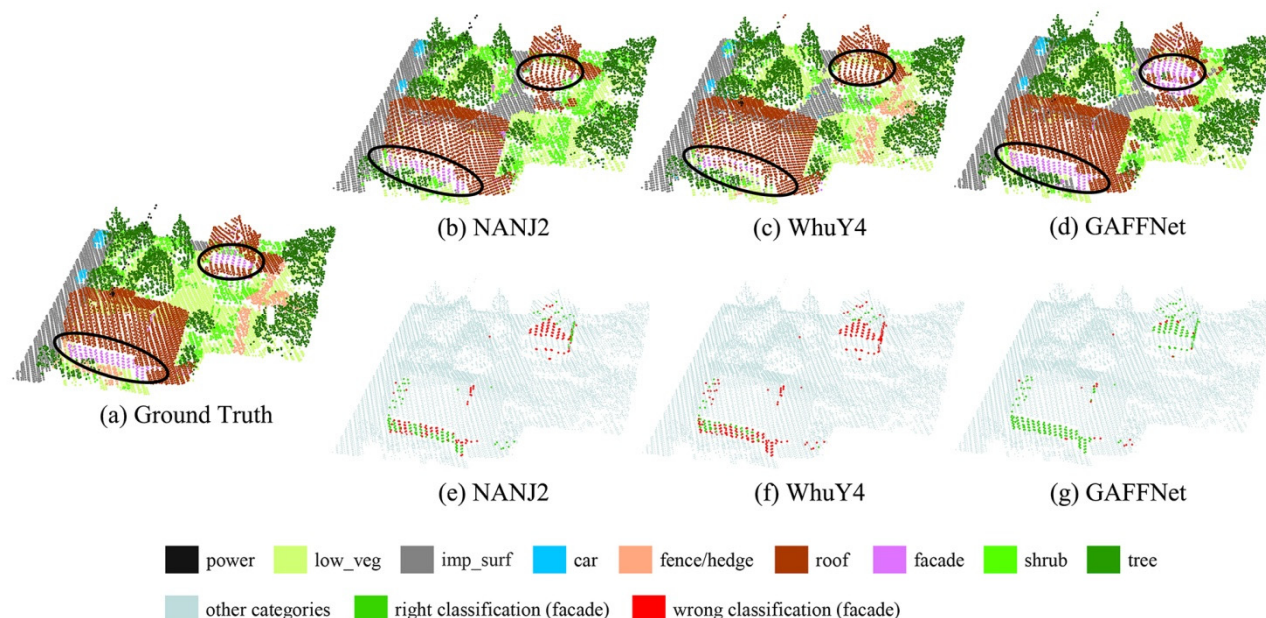 (b) NANJ2
(c) WhuY4
(d) GAFFNet
(a) Ground Truth
(e) NANJ2
(f) WhuY4
(g) GAFFNet
power low_veg imp_surf car fence/hedge roof facade shrub tree
other categories right classification (facade) wrong classification (facade)